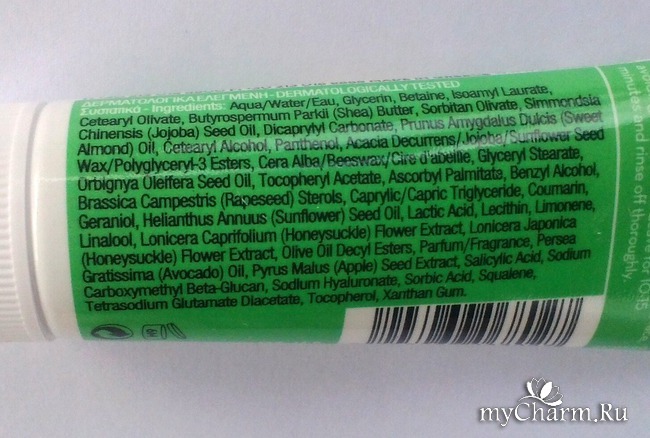 ΔΕΡΜΑΤΟΛΟΓΙΚΑ ΕΛΕΓΜΕΝΗ - DERMATOLOGICALLY TESTED
Συστατικά - Ingredients: Aqua/Water/Eau, Glycerin, Betaine, Isoamyl Laurate,
Cetearyl Olivate, Butyrospermum Parkii (Shea) Butter, Sorbitan Olivate, Simmondsia
Chinensis (Jojoba) Seed Oil, Dicaprylyl Carbonate, Prunus Amygdalus Dulcis (Sweet
Almond) Oil, Cetearyl Alcohol, Panthenol, Acacia Decurrens/Jojoba/Sunflower Seed
Wax/Polyglyceryl-3 Esters, Cera Alba/Beeswax/Cire d'abeille, Glyceryl Stearate,
Orbignya Oleifera Seed Oil, Tocopheryl Acetate, Ascorbyl Palmitate, Benzyl Alcohol,
Brassica Campestris (Rapeseed) Sterols, Caprylic/Capric Triglyceride, Coumarin,
Geraniol, Helianthus Annuus (Sunflower) Seed Oil, Lactic Acid, Lecithin, Limonene,
Linalool, Lonicera Caprifolium (Honeysuckle) Flower Extract, Lonicera Japonica
(Honeysuckle) Flower Extract, Olive Oil Decyl Esters, Parfum/Fragrance, Persea
Gratissima (Avocado) Oil, Pyrus Malus (Apple) Seed Extract, Salicylic Acid, Sodium
Carboxymethyl Beta-Glucan, Sodium Hyaluronate, Sorbic Acid, Squalene,
Tetrasodium Glutamate Diacetate, Tocopherol, Xanthan Gum.
minutes and rinse off thoroughly.
for 10-15
6M
myCharm.Ru